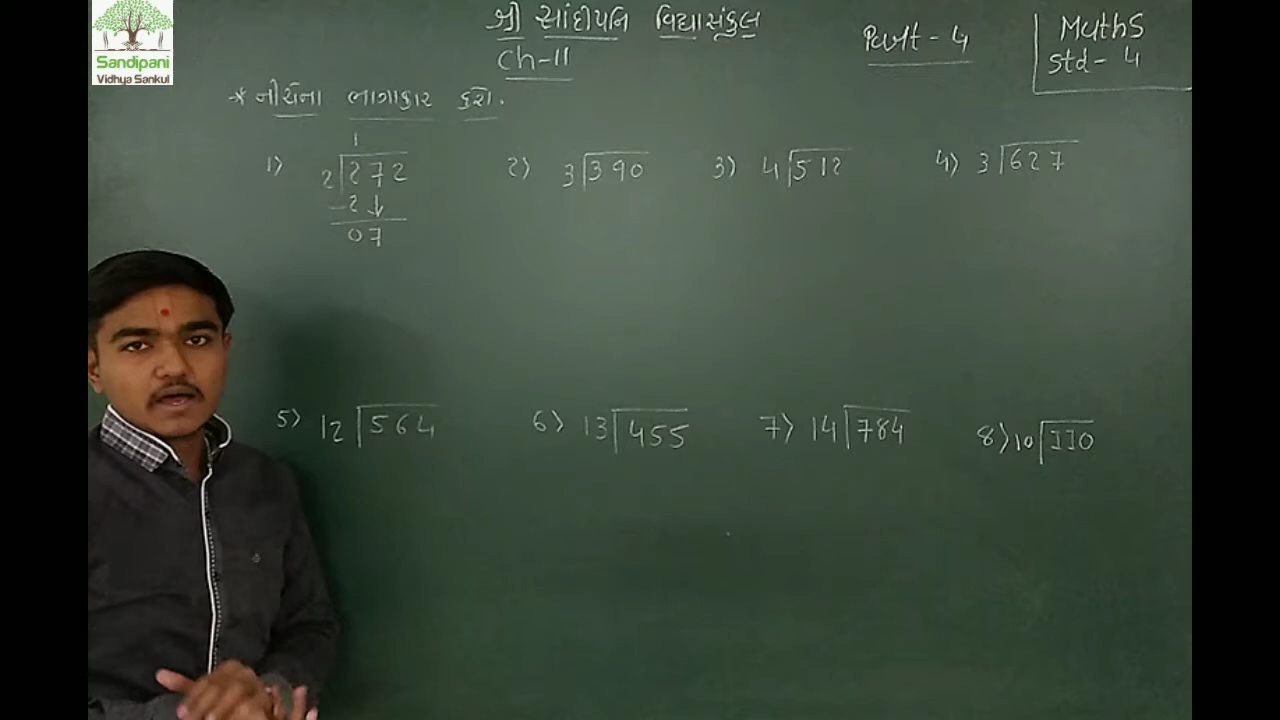 Sandipani
Vidhya Sankul
શ્રી સાંદીપનિ વિદ્યાસંકુલ
Ch-11
Part - 4
Maths
Std - 4
* નીચેના ભાગાકાર કરો.
1) 2 272
1
- 2 ↓
07
2) 3 390
3) 4 512
4) 3 627
5) 12 564
6) 13 455
7) 14 784
8) 10 770